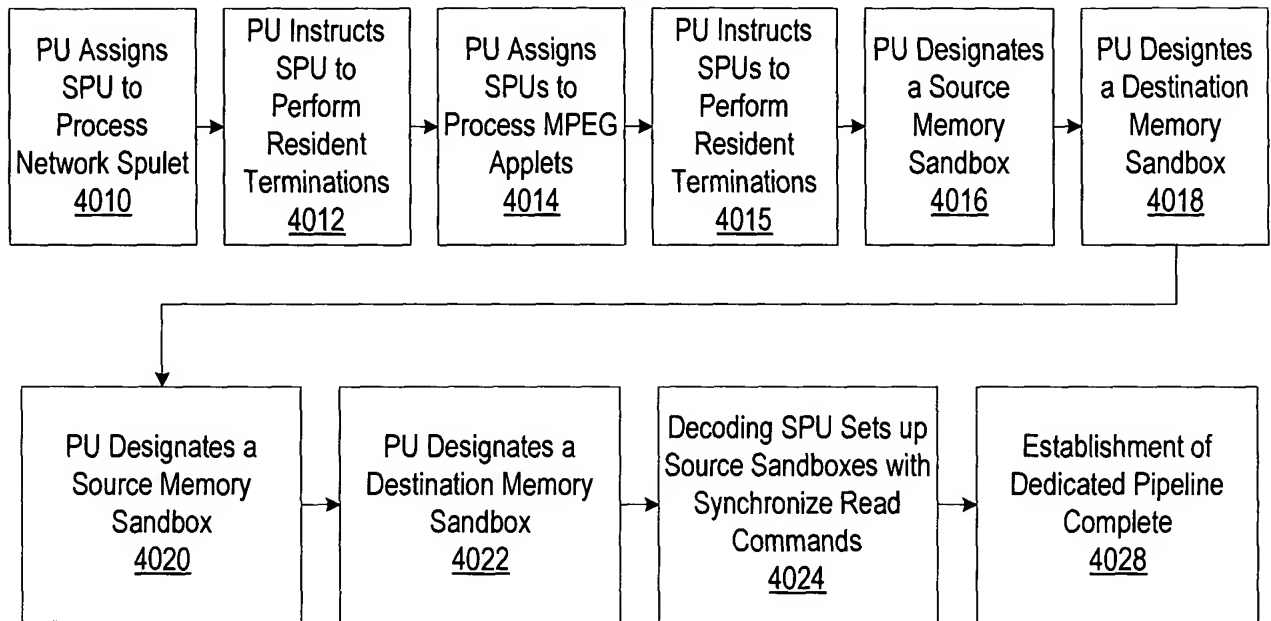 PU Assigns
SPU to
Process
Network Spulet
4010
PU Instructs
SPU to
Perform
Resident
Terminations
4012
PU Assigns
SPUs to
Process MPEG
Applets
4014
PU Instructs
SPUs to
Perform
Resident
Terminations
4015
PU Designates
a Source
Memory
Sandbox
4016
PU Designtes
a Destination
Memory
Sandbox
4018
PU Designates a
Source Memory
Sandbox
4020
PU Designates a
Destination Memory
Sandbox
4022
Decoding SPU Sets up
Source Sandboxes with
Synchronize Read
Commands
4024
Establishment of
Dedicated Pipeline
Complete
4028